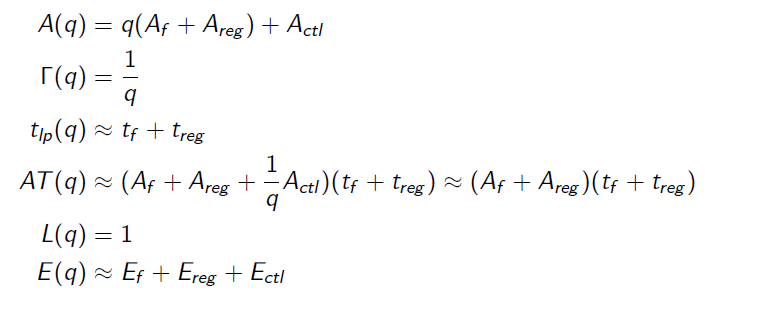 A(q) = q(A_f + A_reg) + A_ctl
Γ(q) = 1/q
t_lp(q) ≈ t_f + t_reg
AT(q) ≈ (A_f + A_reg + 1/q A_ctl)(t_f + t_reg) ≈ (A_f + A_reg)(t_f + t_reg)
L(q) = 1
E(q) ≈ E_f + E_reg + E_ctl